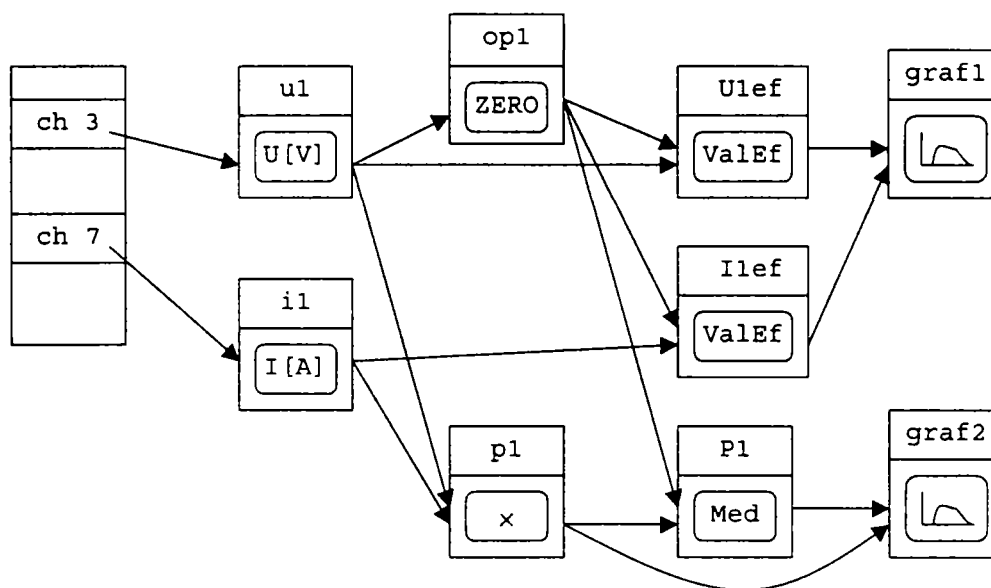 op1
u1
U1ef
graf1
ch 3
U[V]
ZERO
ValEf
ch 7
i1
I1ef
I[A]
ValEf
p1
P1
graf2
×
Med